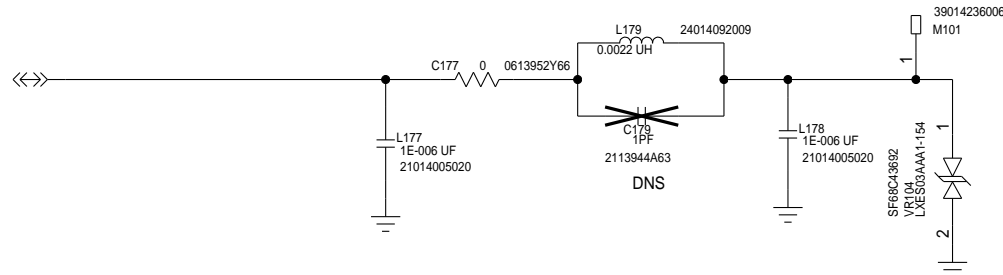 39014236006
M101
1
L179
24014092009
0.0022 UH
C177
0
0613952Y66
C179
1PF
2113944A63
DNS
L177
1E-006 UF
21014005020
L178
1E-006 UF
21014005020
1
SF68C43692
VR104
LXES03AAA1-154
2